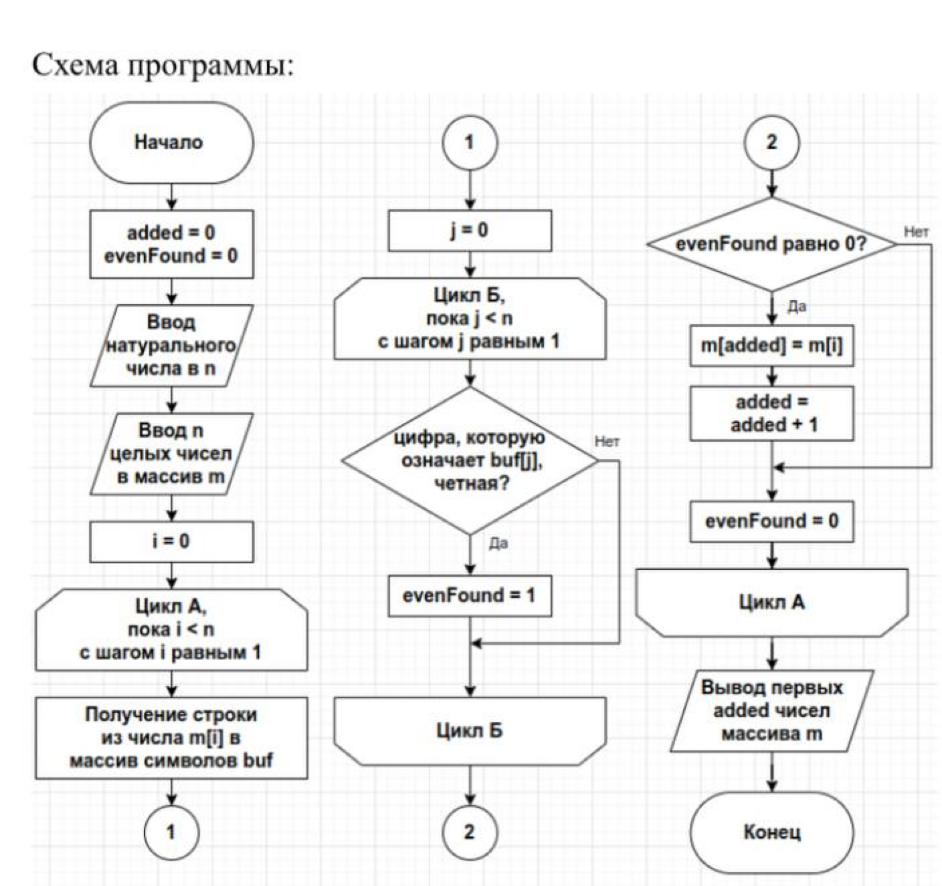 Схема программы:
Начало
added = 0
evenFound = 0
Ввод
натурального
числа в n
Ввод n
целых чисел
в массив m
i = 0
Цикл А,
пока i < n
с шагом i равным 1
Получение строки
из числа m[i] в
массив символов buf
1
1
j = 0
Цикл Б,
пока j < n
с шагом j равным 1
цифра, которую
означает buf[j],
четная?
Нет
Да
evenFound = 1
Цикл Б
2
2
evenFound равно 0?
Нет
Да
m[added] = m[i]
added =
added + 1
evenFound = 0
Цикл А
Вывод первых
added чисел
массива m
Конец